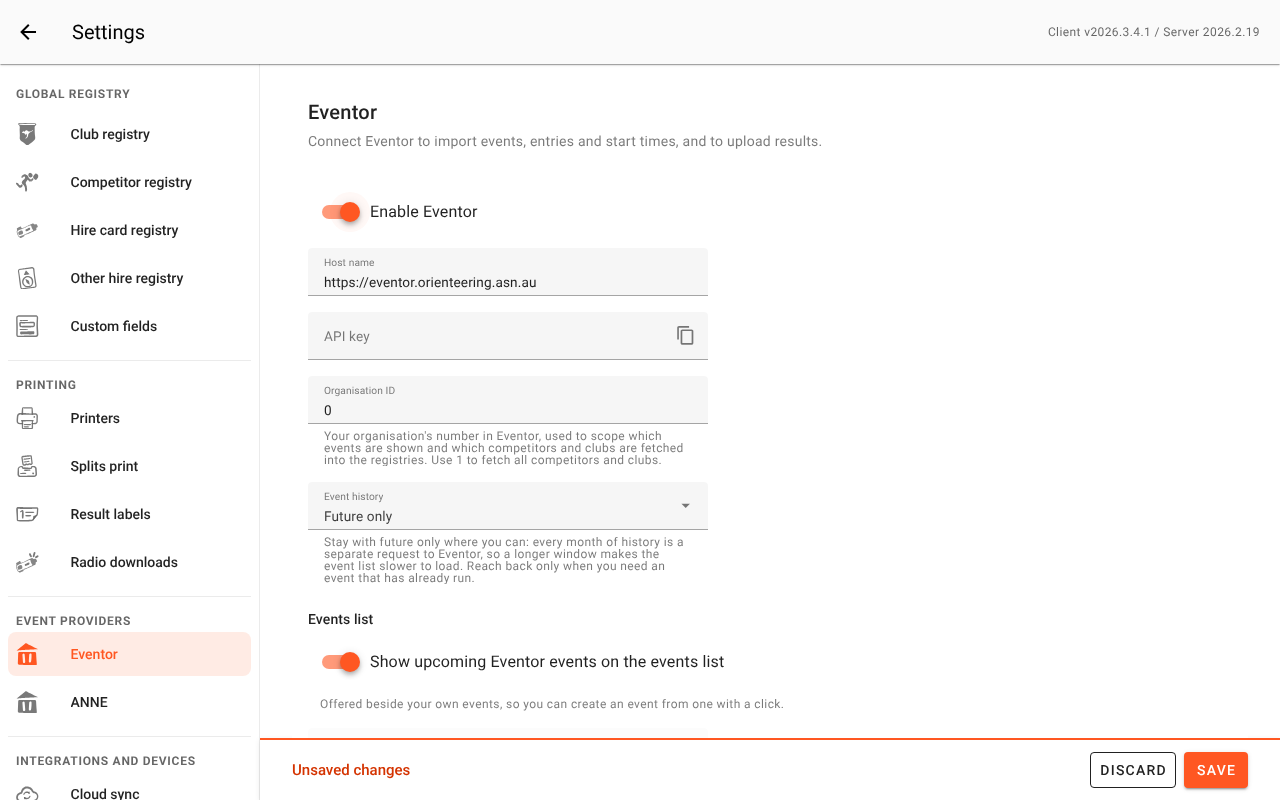 Settings
Client v2026.3.4.1 / Server 2026.2.19
GLOBAL REGISTRY
Club registry
Competitor registry
Hire card registry
Other hire registry
Custom fields
PRINTING
Printers
Splits print
Result labels
Radio downloads
EVENT PROVIDERS
Eventor
ANNE
INTEGRATIONS AND DEVICES
Cloud sync
Eventor
Connect Eventor to import events, entries and start times, and to upload results.
Enable Eventor
Host name
https://eventor.orienteering.asn.au
API key
Organisation ID
0
Your organisation's number in Eventor, used to scope which
events are shown and which competitors and clubs are fetched
into the registries. Use 1 to fetch all competitors and clubs.
Event history
Future only
Stay with future only where you can: every month of history is a
separate request to Eventor, so a longer window makes the
event list slower to load. Reach back only when you need an
event that has already run.
Events list
Show upcoming Eventor events on the events list
Offered beside your own events, so you can create an event from one with a click.
Unsaved changes
DISCARD
SAVE